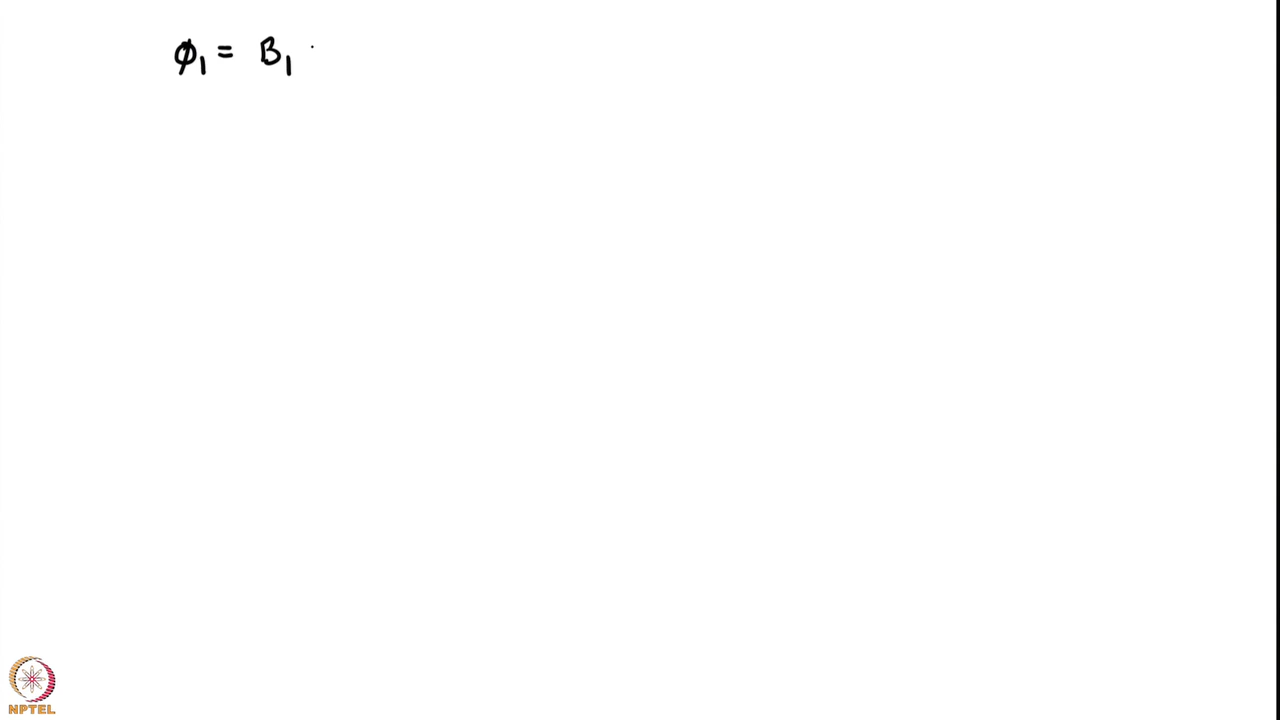 ϕ₁ = B₁
NPTEL